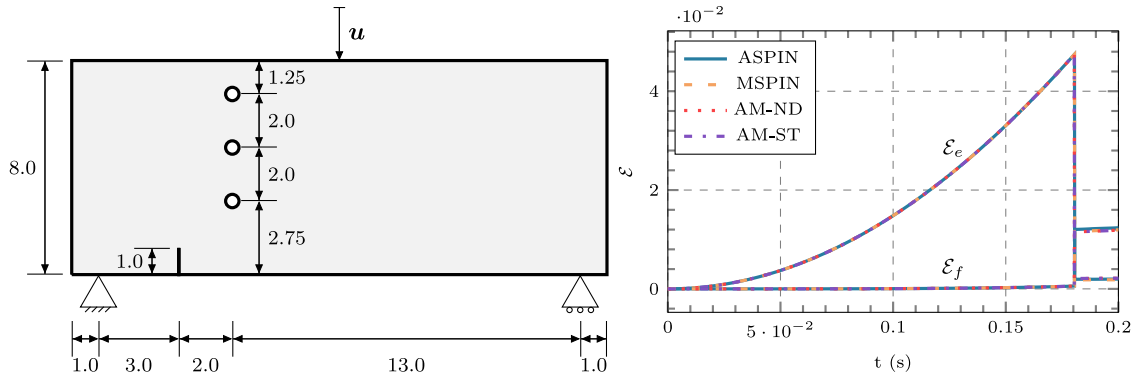 u
1.25
2.0
8.0
2.0
2.75
1.0
1.0 3.0 2.0 13.0 1.0
·10⁻²
ASPIN
MSPIN
AM-ND
AM-ST
4
2
0
ℰ
ℰₑ
ℰ_f
0 5·10⁻² 0.1 0.15 0.2
t (s)